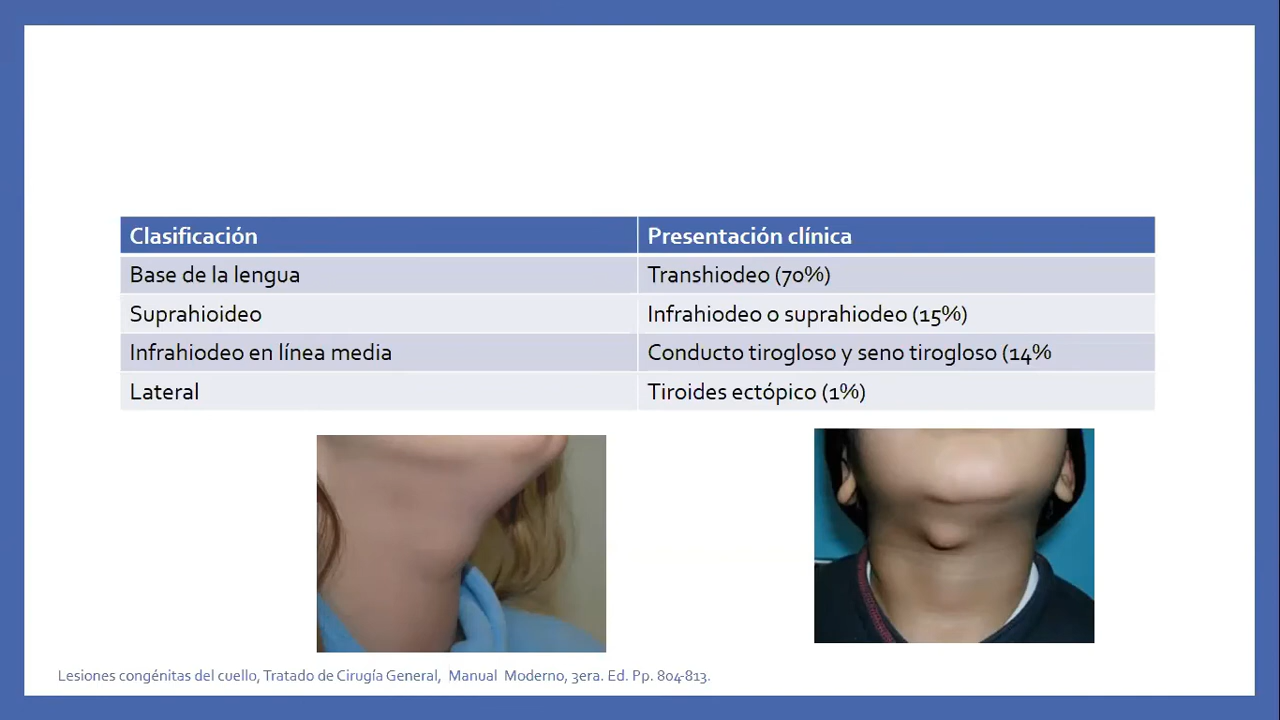 Clasificación Presentación clínica
Base de la lengua Transhiodeo (70%)
Suprahioideo Infrahiodeo o suprahiodeo (15%)
Infrahiodeo en línea media Conducto tirogloso y seno tirogloso (14%
Lateral Tiroides ectópico (1%)
Lesiones congénitas del cuello, Tratado de Cirugía General, Manual Moderno, 3era. Ed. Pp. 804-813.